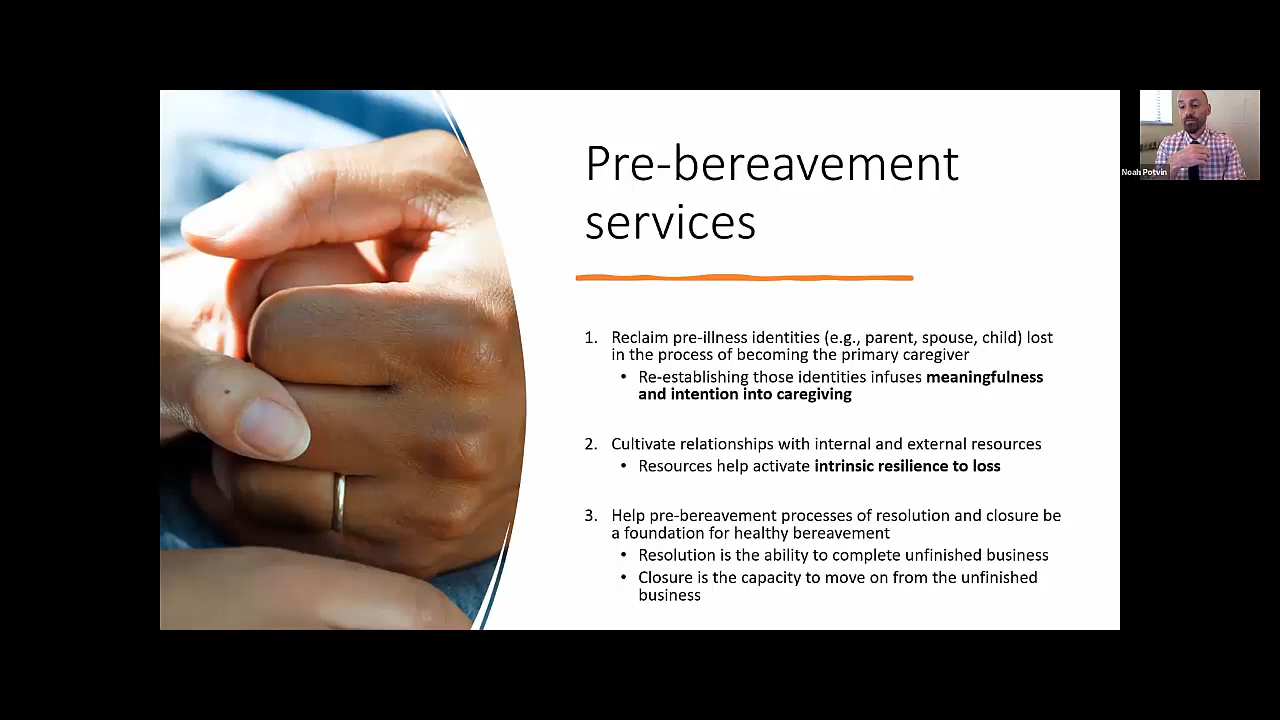 Pre-bereavement
services
Noah Potvin
1. Reclaim pre-illness identities (e.g., parent, spouse, child) lost
in the process of becoming the primary caregiver
• Re-establishing those identities infuses meaningfulness
and intention into caregiving
2. Cultivate relationships with internal and external resources
• Resources help activate intrinsic resilience to loss
3. Help pre-bereavement processes of resolution and closure be
a foundation for healthy bereavement
• Resolution is the ability to complete unfinished business
• Closure is the capacity to move on from the unfinished
business